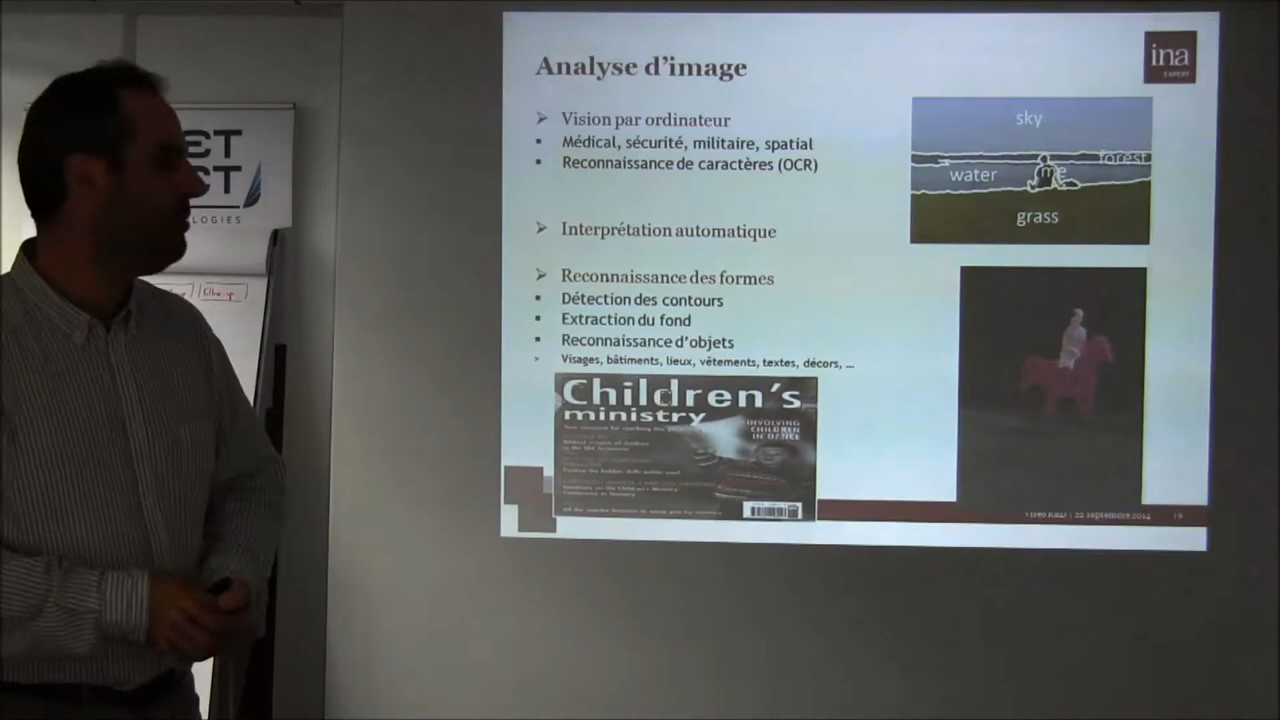 ina
EXPERT
Analyse d'image
Vision par ordinateur
Médical, sécurité, militaire, spatial
Reconnaissance de caractères (OCR)
Interprétation automatique
Reconnaissance des formes
Détection des contours
Extraction du fond
Reconnaissance d'objets
Visages, bâtiments, lieux, vêtements, textes, décors, ...
sky
forest
water
me
grass
Children's
ministry
INVOLVING
CHILDREN
IN DANCE
22 septembre 2014
19
LOGIES